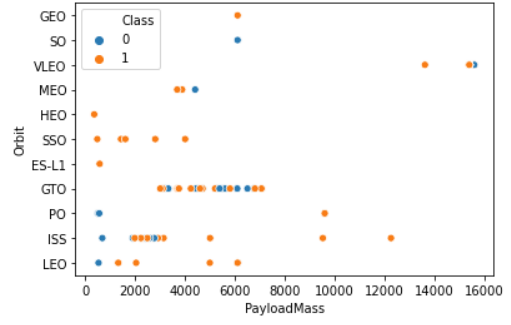 Class
0
1
GEO
SO
VLEO
MEO
HEO
SSO
ES-L1
GTO
PO
ISS
LEO
Orbit
0 2000 4000 6000 8000 10000 12000 14000 16000
PayloadMass